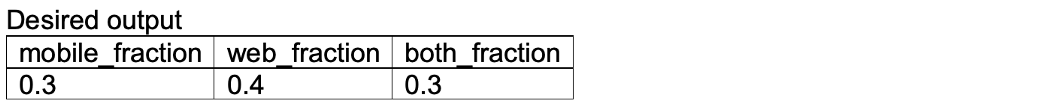 Desired output
mobile_fraction web_fraction both_fraction
0.3 0.4 0.3